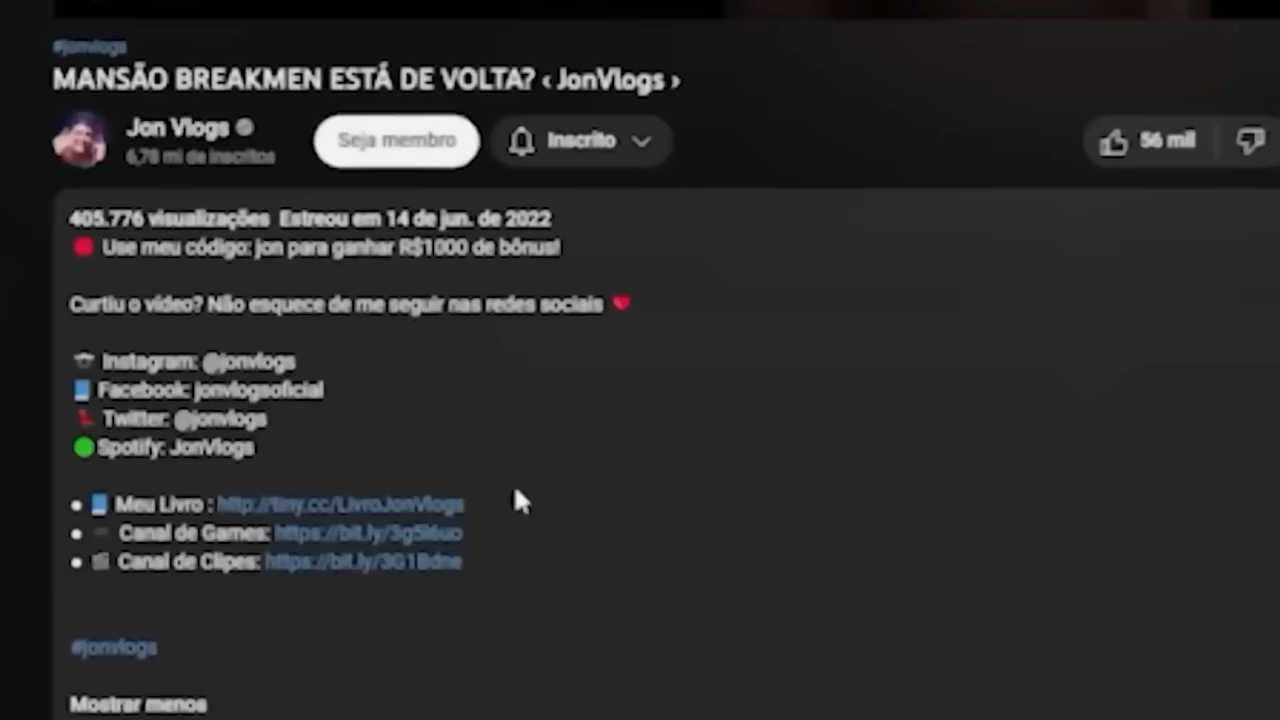 #jonvlogs
MANSÃO BREAKMEN ESTÁ DE VOLTA? ‹ JonVlogs ›
Jon Vlogs
6,78 mi de inscritos
Seja membro
Inscrito
56 mil
405.776 visualizações Estreou em 14 de jun. de 2022
Use meu código: jon para ganhar R$1000 de bônus!
Curtiu o vídeo? Não esquece de me seguir nas redes sociais
Instagram: @jonvlogs
Facebook: jonvlogsoficial
Twitter: @jonvlogs
Spotify: JonVlogs
• Meu Livro : http://tiny.cc/LivroJonVlogs
• Canal de Games:
• Canal de Clipes:
#jonvlogs
Mostrar menos